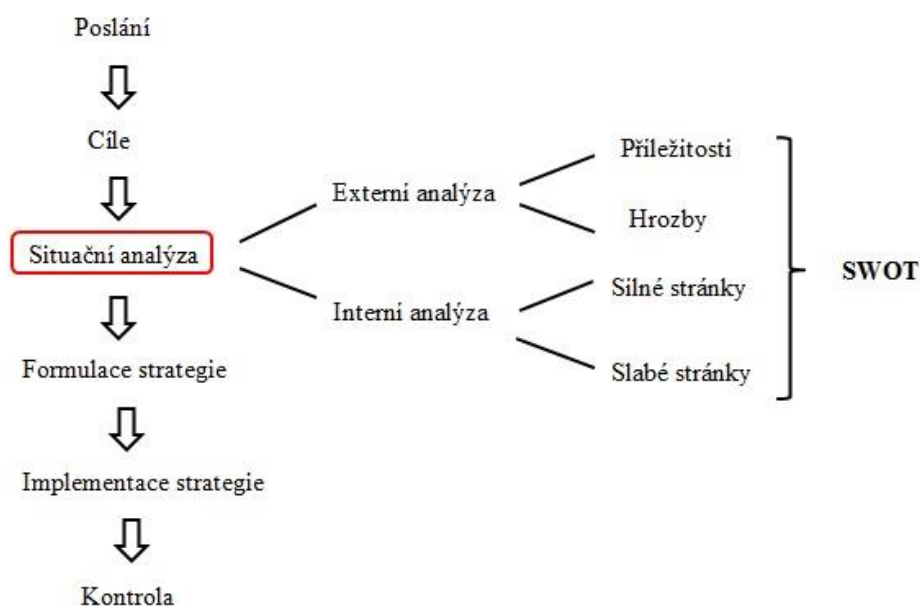 Poslání
Cíle
Situační analýza
Formulace strategie
Implementace strategie
Kontrola
Externí analýza
Interní analýza
Příležitosti
Hrozby
Silné stránky
Slabé stránky
SWOT